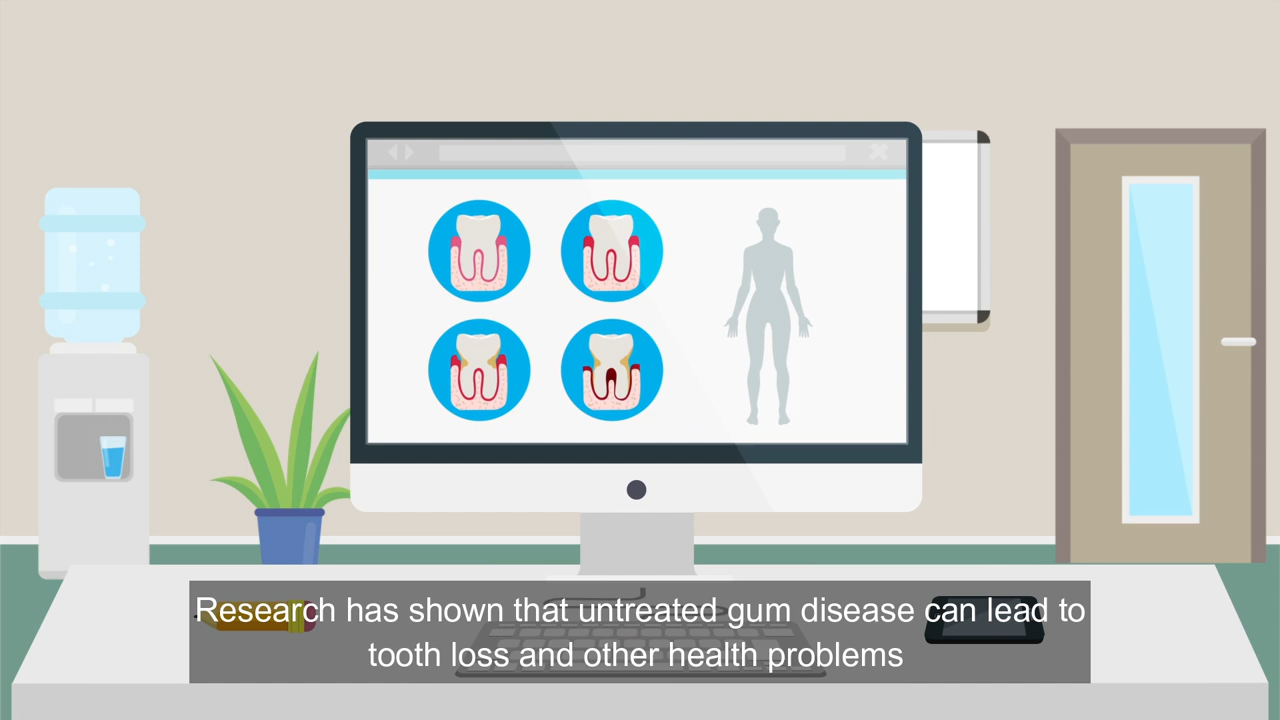 Research has shown that untreated gum disease can lead to
tooth loss and other health problems